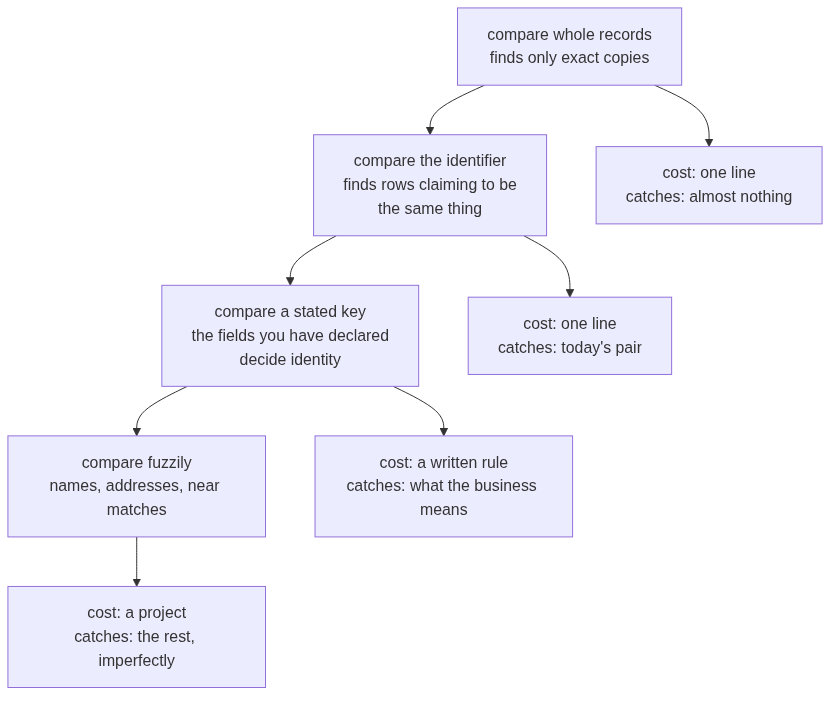 compare whole records
finds only exact copies
compare the identifier
finds rows claiming to be
the same thing
cost: one line
catches: almost nothing
compare a stated key
the fields you have declared
decide identity
cost: one line
catches: today's pair
compare fuzzily
names, addresses, near
matches
cost: a written rule
catches: what the business
means
cost: a project
catches: the rest,
imperfectly